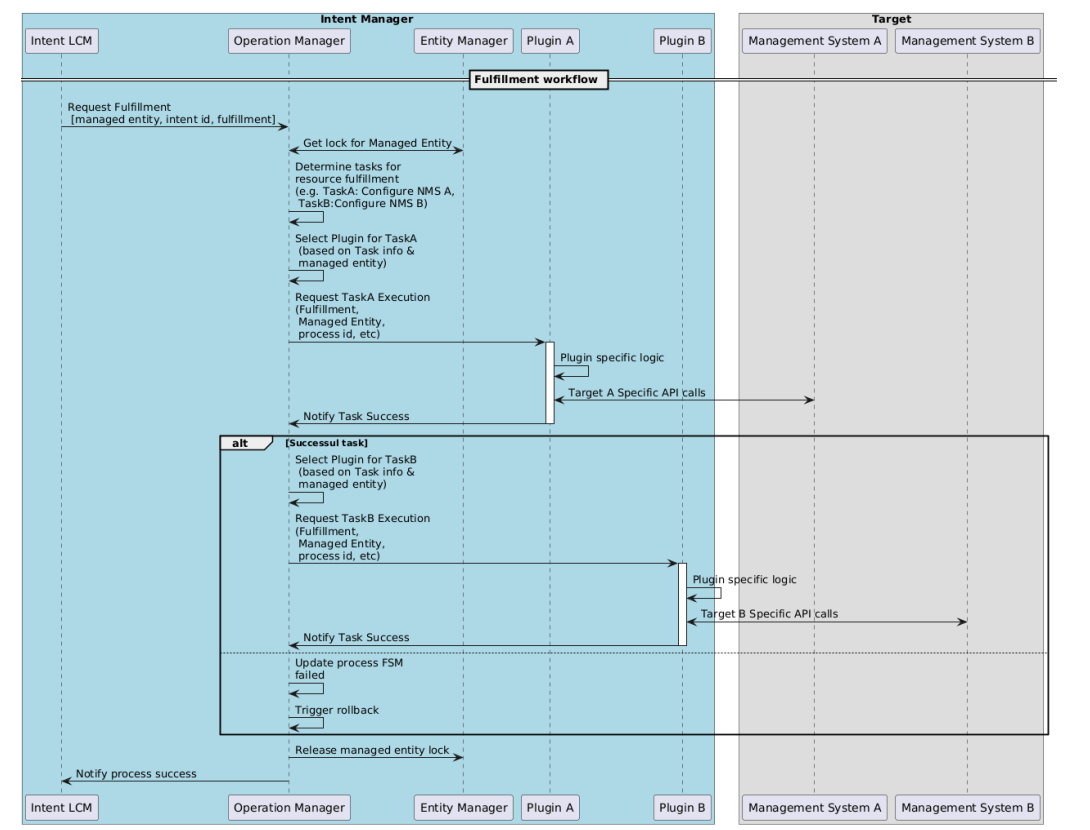 Intent Manager
Target
Intent LCM
Operation Manager
Entity Manager
Plugin A
Plugin B
Management System A
Management System B
Fulfillment workflow
Request Fulfillment
[managed entity, intent id, fulfillment]
Get lock for Managed Entity
Determine tasks for
resource fulfillment
(e.g. TaskA: Configure NMS A,
TaskB:Configure NMS B)
Select Plugin for TaskA
(based on Task info &
managed entity)
Request TaskA Execution
(Fulfillment,
Managed Entity,
process id, etc)
Plugin specific logic
Target A Specific API calls
Notify Task Success
alt
[Successul task]
Select Plugin for TaskB
(based on Task info &
managed entity)
Request TaskB Execution
(Fulfillment,
Managed Entity,
process id, etc)
Plugin specific logic
Target B Specific API calls
Notify Task Success
Update process FSM
failed
Trigger rollback
Release managed entity lock
Notify process success
Intent LCM
Operation Manager
Entity Manager
Plugin A
Plugin B
Management System A
Management System B